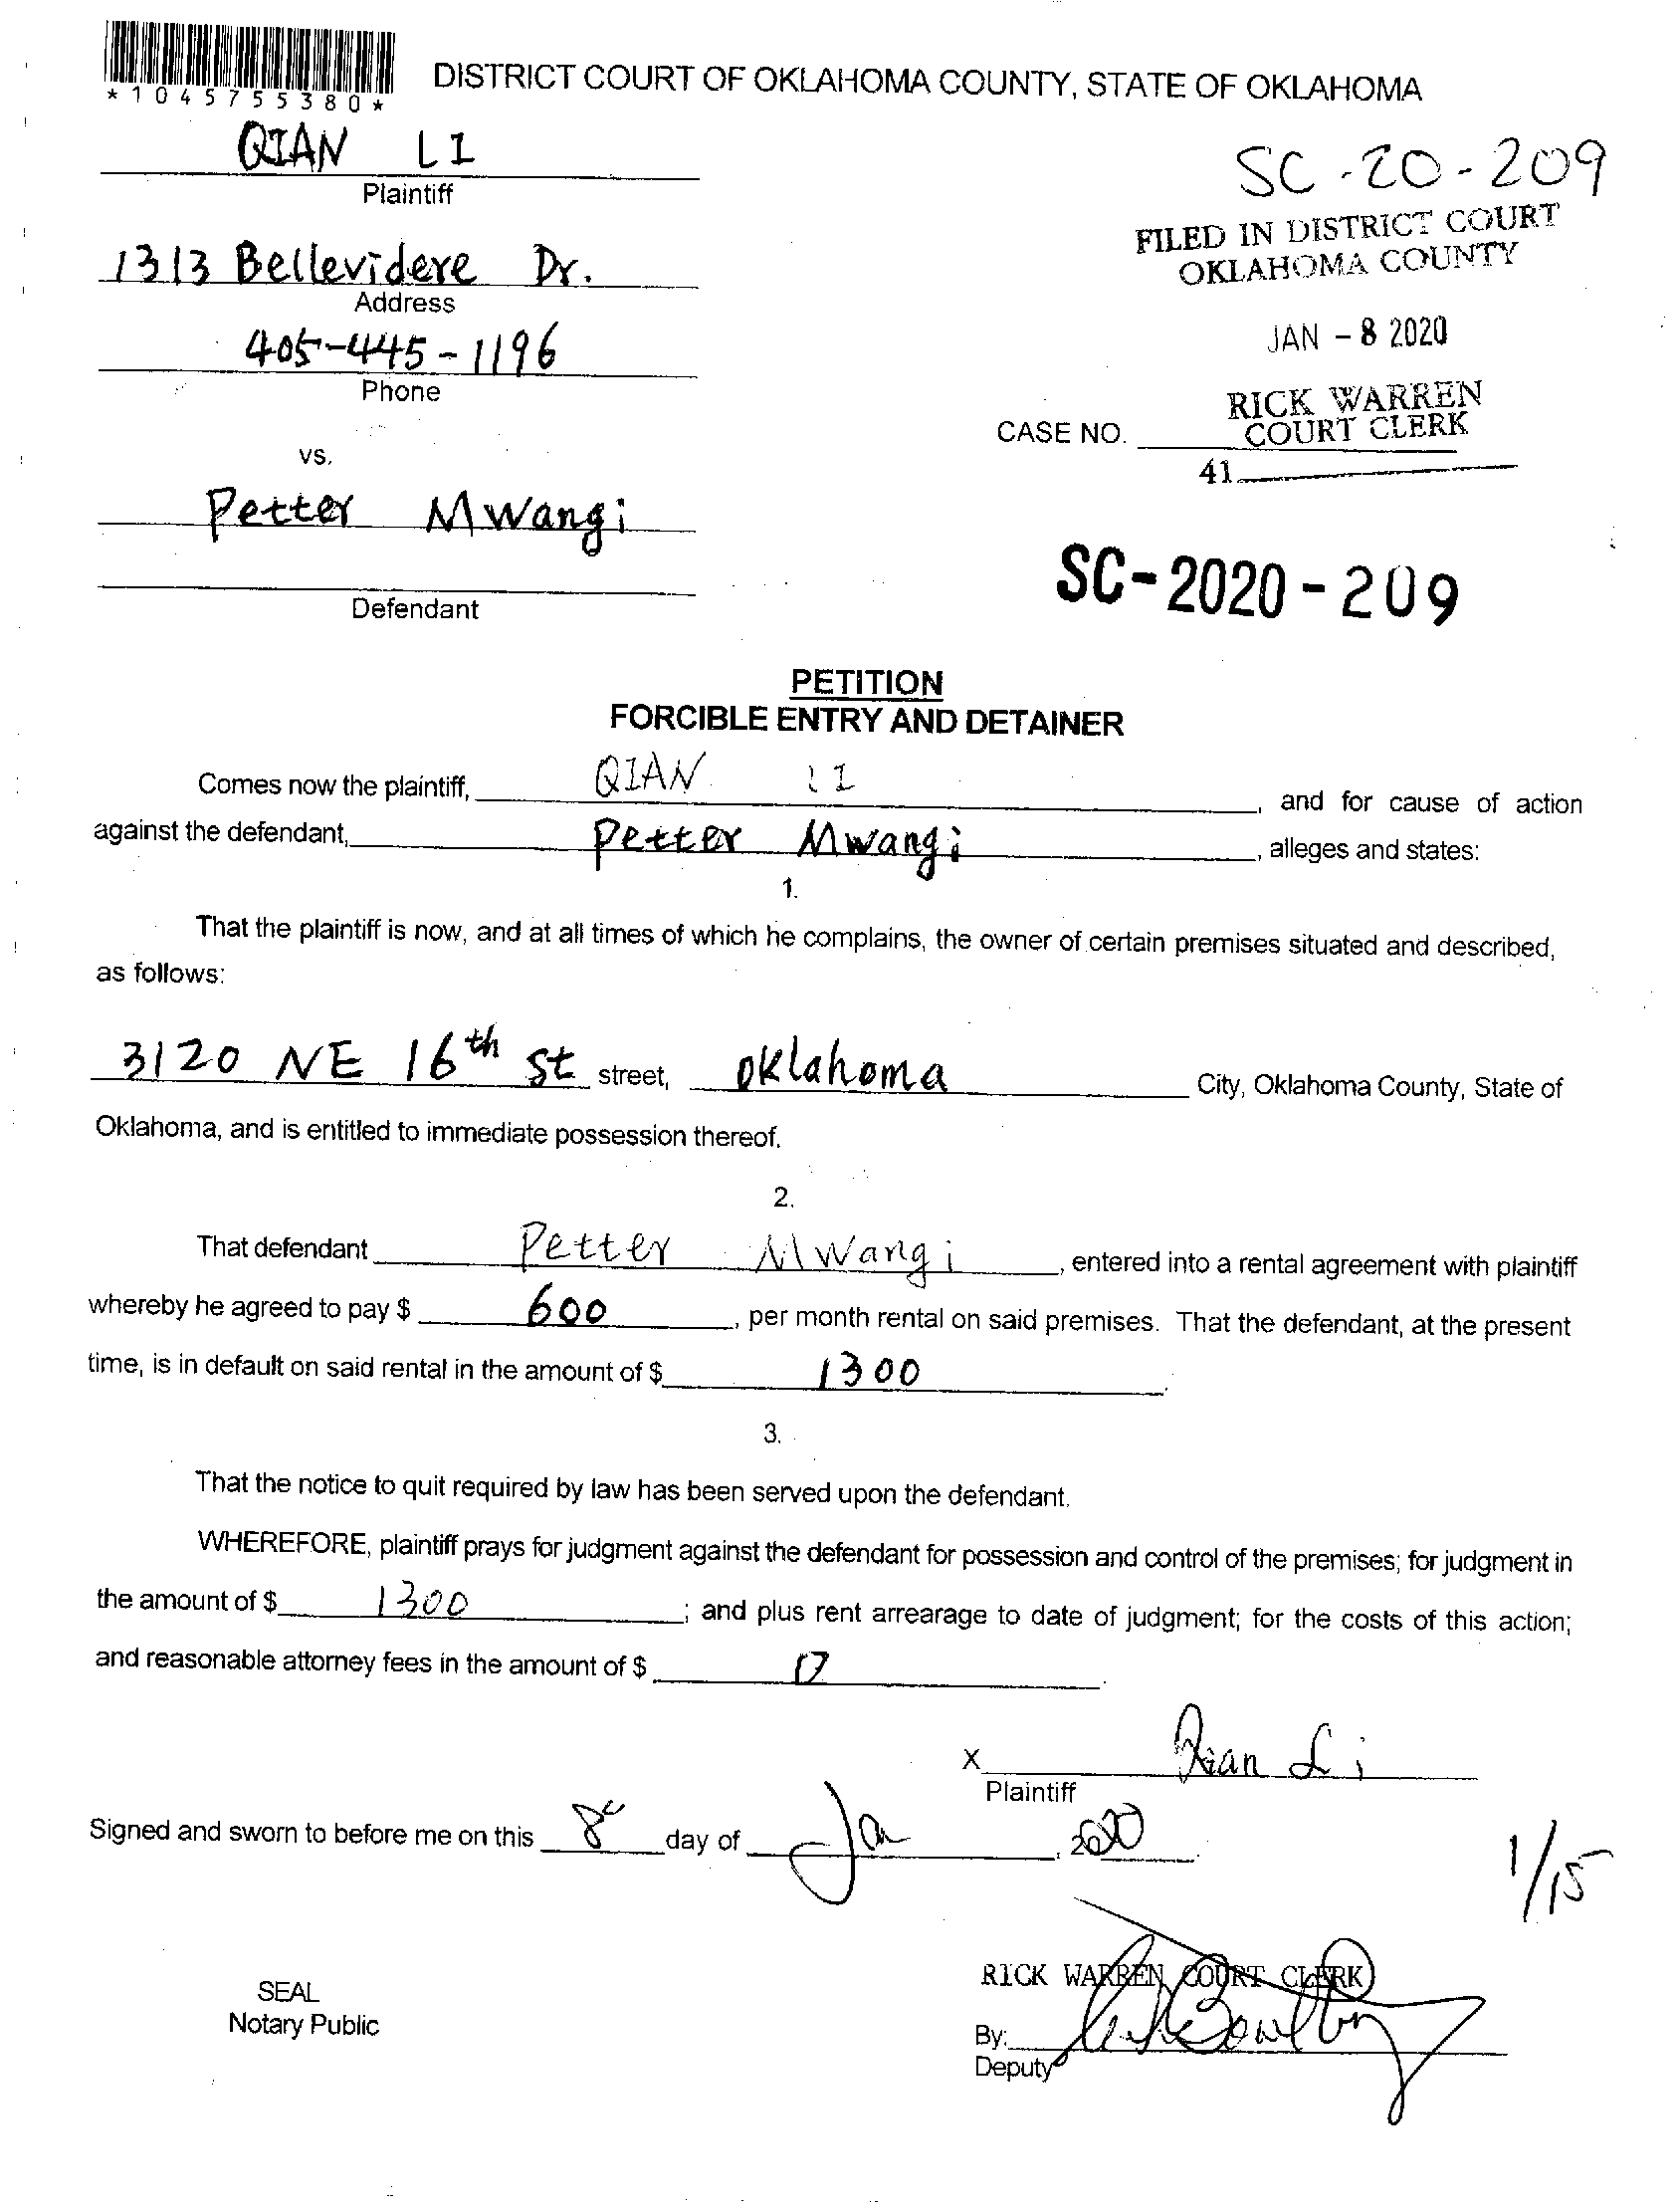 *1045755380*
DISTRICT COURT OF OKLAHOMA COUNTY, STATE OF OKLAHOMA
QIAN LI
Plaintiff
SC-20-209
FILED IN DISTRICT COURT
OKLAHOMA COUNTY
1313 Bellevidere Dr.
Address
JAN - 8 2020
405-445-1196
Phone
RICK WARREN
COURT CLERK
CASE NO.
41
vs.
Petter Mwangi
Defendant
SC-2020-209
PETITION
FORCIBLE ENTRY AND DETAINER
Comes now the plaintiff, QIAN LI, and for cause of action
against the defendant, Petter Mwangi, alleges and states:
1.
That the plaintiff is now, and at all times of which he complains, the owner of certain premises situated and described,
as follows:
3120 NE 16th St street, oklahoma City, Oklahoma County, State of
Oklahoma, and is entitled to immediate possession thereof.
2.
That defendant Petter Mwangi, entered into a rental agreement with plaintiff
whereby he agreed to pay $ 600, per month rental on said premises. That the defendant, at the present
time, is in default on said rental in the amount of $ 1300.
3.
That the notice to quit required by law has been served upon the defendant.
WHEREFORE, plaintiff prays for judgment against the defendant for possession and control of the premises; for judgment in
the amount of $ 1300; and plus rent arrearage to date of judgment; for the costs of this action;
and reasonable attorney fees in the amount of $
X Qian Li
Plaintiff
Signed and sworn to before me on this 8 day of Jan, 2020.
1/15
SEAL
Notary Public
RICK WARREN, COURT CLERK
By:
Deputy